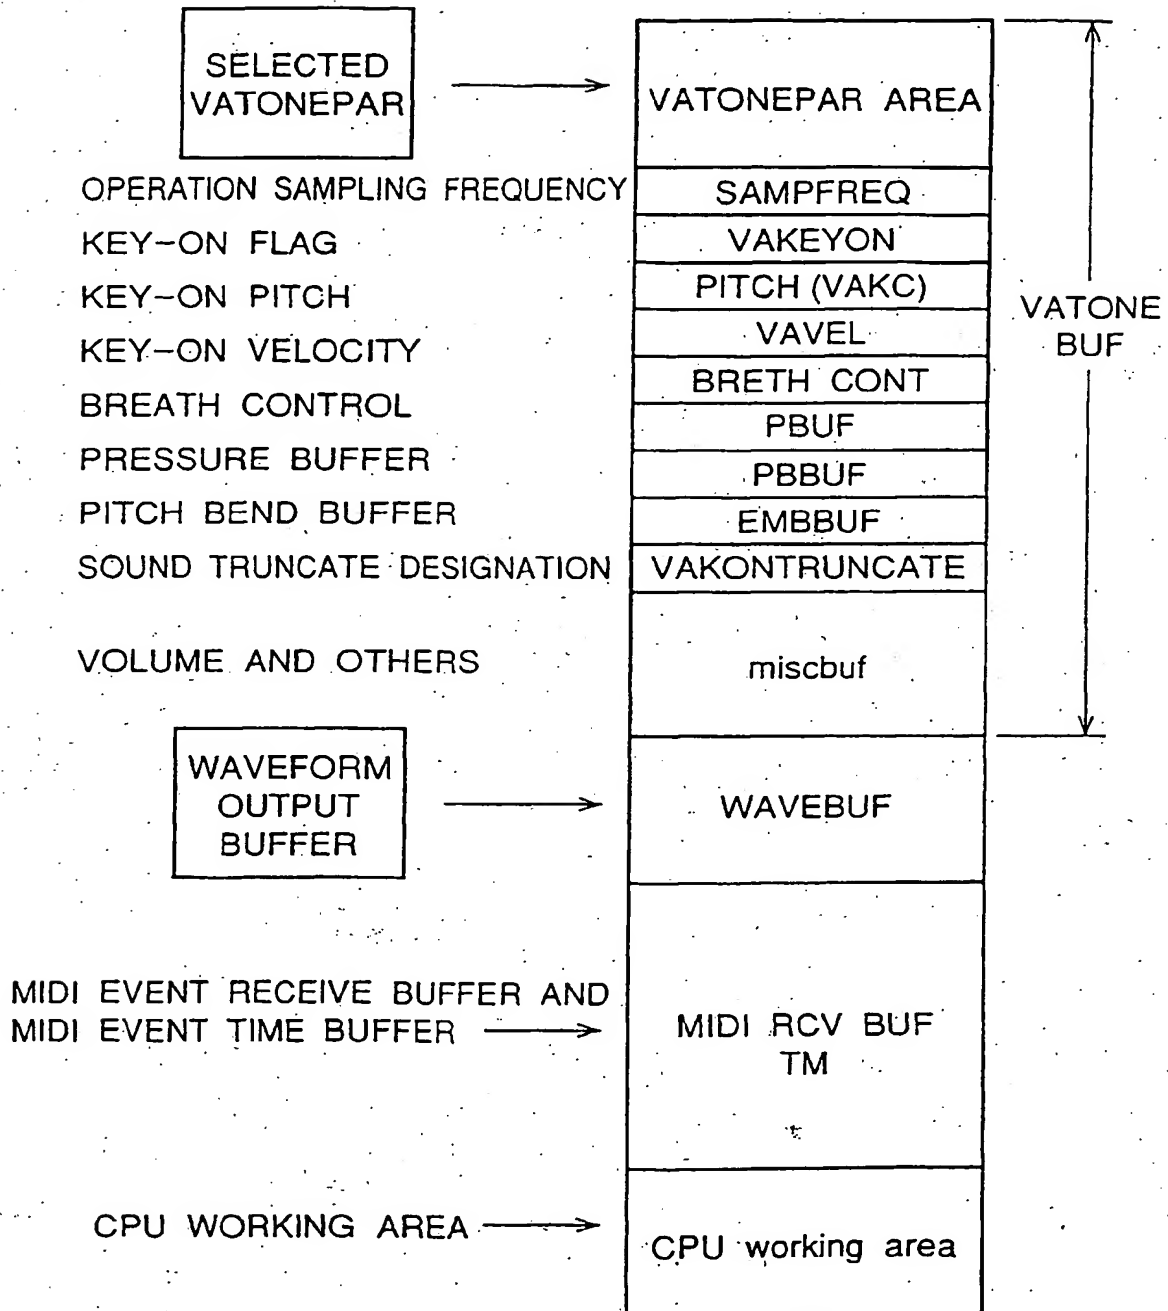 SELECTED
VATONEPAR
VATONEPAR AREA
OPERATION SAMPLING FREQUENCY
SAMPFREQ
KEY-ON FLAG
VAKEYON
KEY-ON PITCH
PITCH (VAKC)
KEY-ON VELOCITY
VAVEL
BREATH CONTROL
BRETH CONT
PRESSURE BUFFER
PBUF
PITCH BEND BUFFER
PBBUF
EMBBUF
SOUND TRUNCATE DESIGNATION
VAKONTRUNCATE
VOLUME AND OTHERS
miscbuf
VATONE
BUF
WAVEFORM
OUTPUT
BUFFER
WAVEBUF
MIDI EVENT RECEIVE BUFFER AND
MIDI EVENT TIME BUFFER
MIDI RCV BUF
TM
CPU WORKING AREA
CPU working area